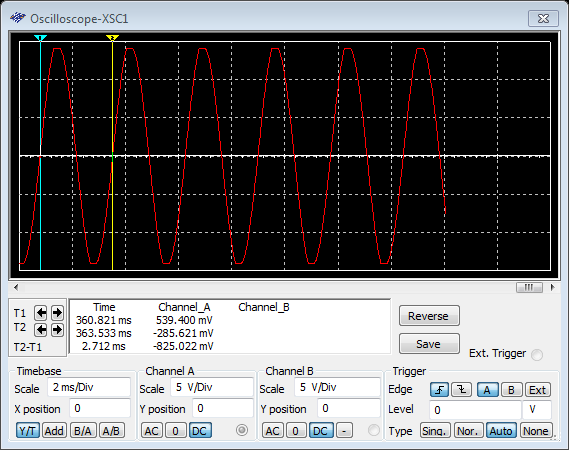 Oscilloscope-XSC1
1 2
T1
T2
T2-T1
Time Channel_A Channel_B
360.821 ms 539.400 mV
363.533 ms -285.621 mV
2.712 ms -825.022 mV
Reverse
Save
Ext. Trigger
Timebase
Scale 2 ms/Div
X position 0
Y/T Add B/A A/B
Channel A
Scale 5 V/Div
Y position 0
AC 0 DC
Channel B
Scale 5 V/Div
Y position 0
AC 0 DC -
Trigger
Edge A B Ext
Level 0 V
Type Sing. Nor. Auto None